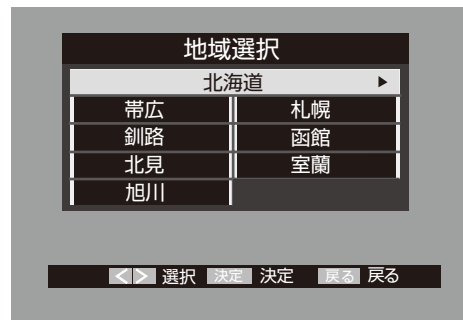 地域選択
北海道 ▶
帯広 札幌
釧路 函館
北見 室蘭
旭川
< > 選択 決定 決定 戻る 戻る